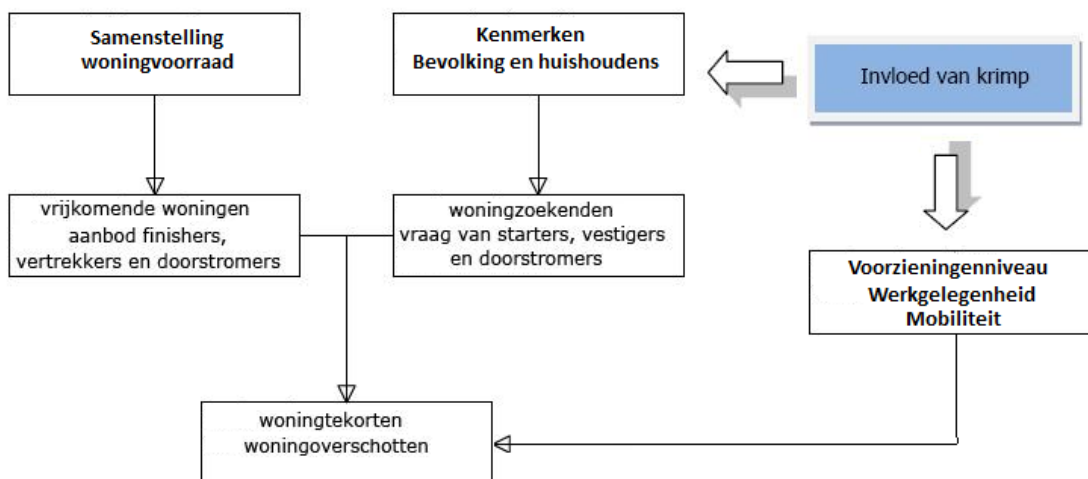 Samenstelling
woningvoorraad
Kenmerken
Bevolking en huishoudens
Invloed van krimp
vrijkomende woningen
aanbod finishers,
vertrekkers en doorstromers
woningzoekenden
vraag van starters, vestigers
en doorstromers
Voorzieningenniveau
Werkgelegenheid
Mobiliteit
woningtekorten
woningoverschotten